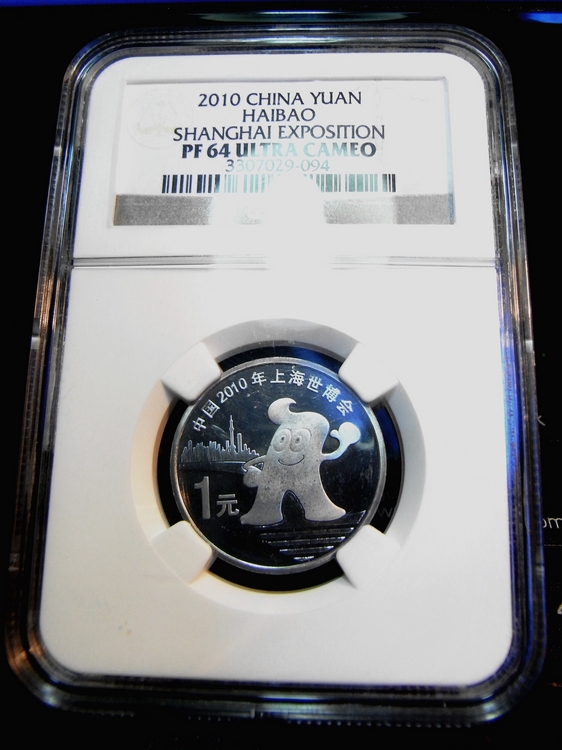 2010 CHINA YUAN
HAIBAO
SHANGHAI EXPOSITION
PF 64 ULTRA CAMEO
3307029-094
中国2010年上海世博会
1元